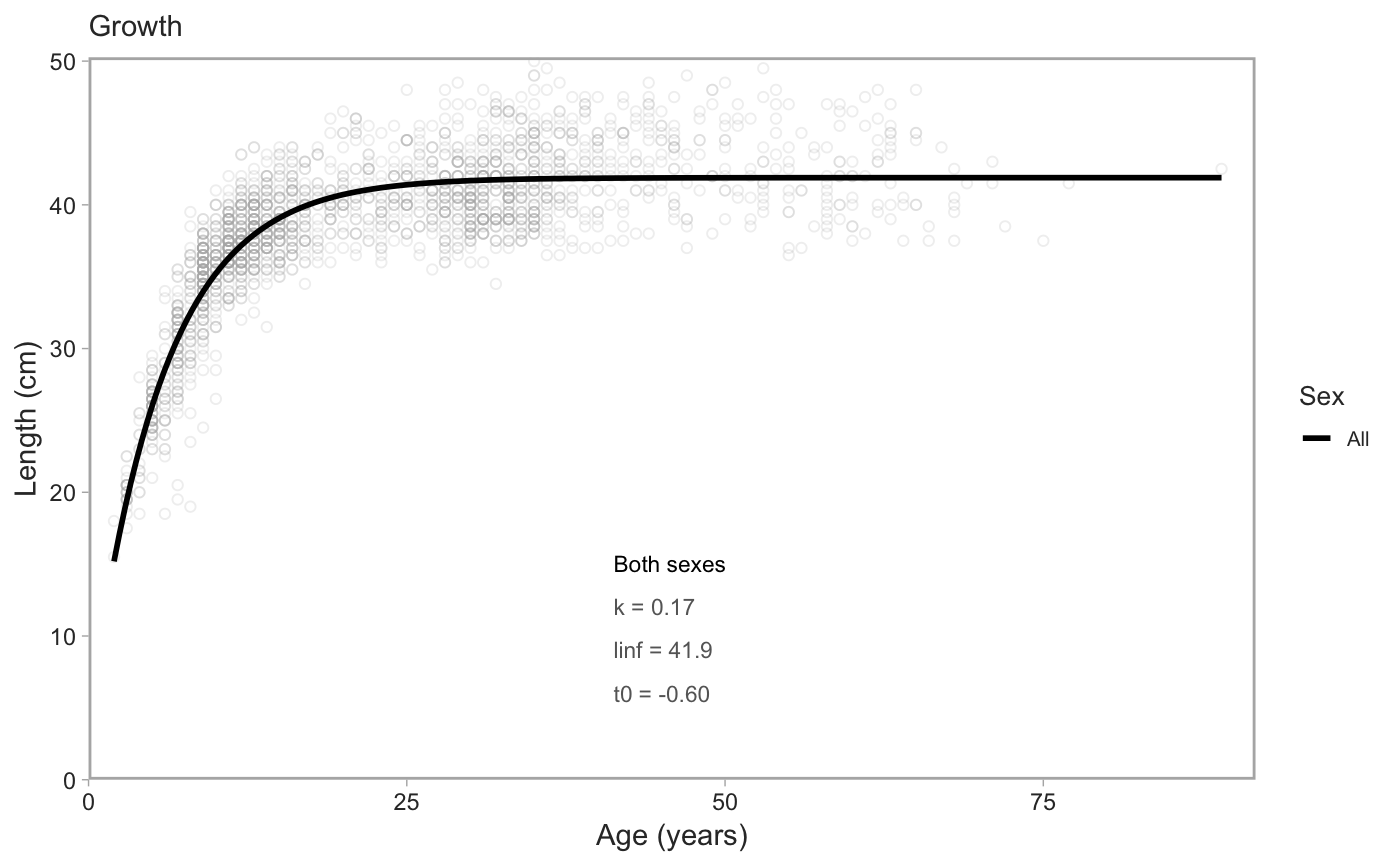 Growth
50
40
30
20
10
0
Length (cm)
0 25 50 75
Age (years)
Both sexes
k = 0.17
linf = 41.9
t0 = -0.60
Sex
All